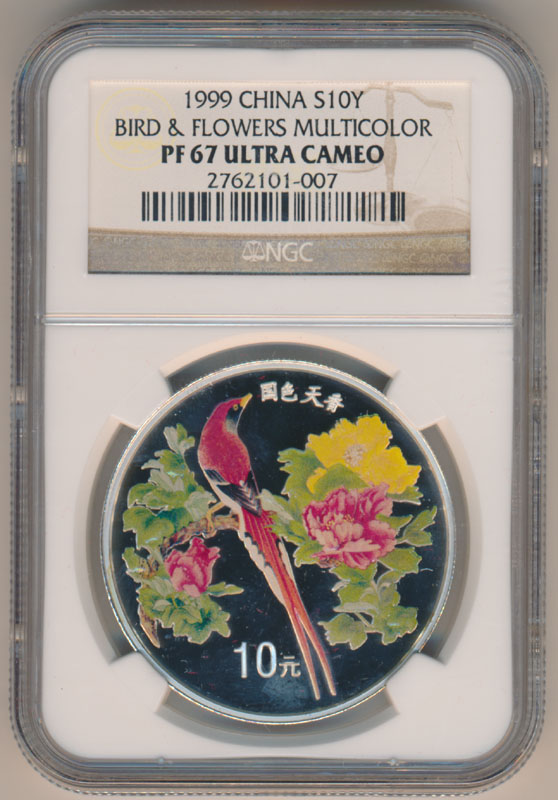 1999 CHINA S10Y
BIRD & FLOWERS MULTICOLOR
PF 67 ULTRA CAMEO
2762101-007
NGC
国色天香
10元